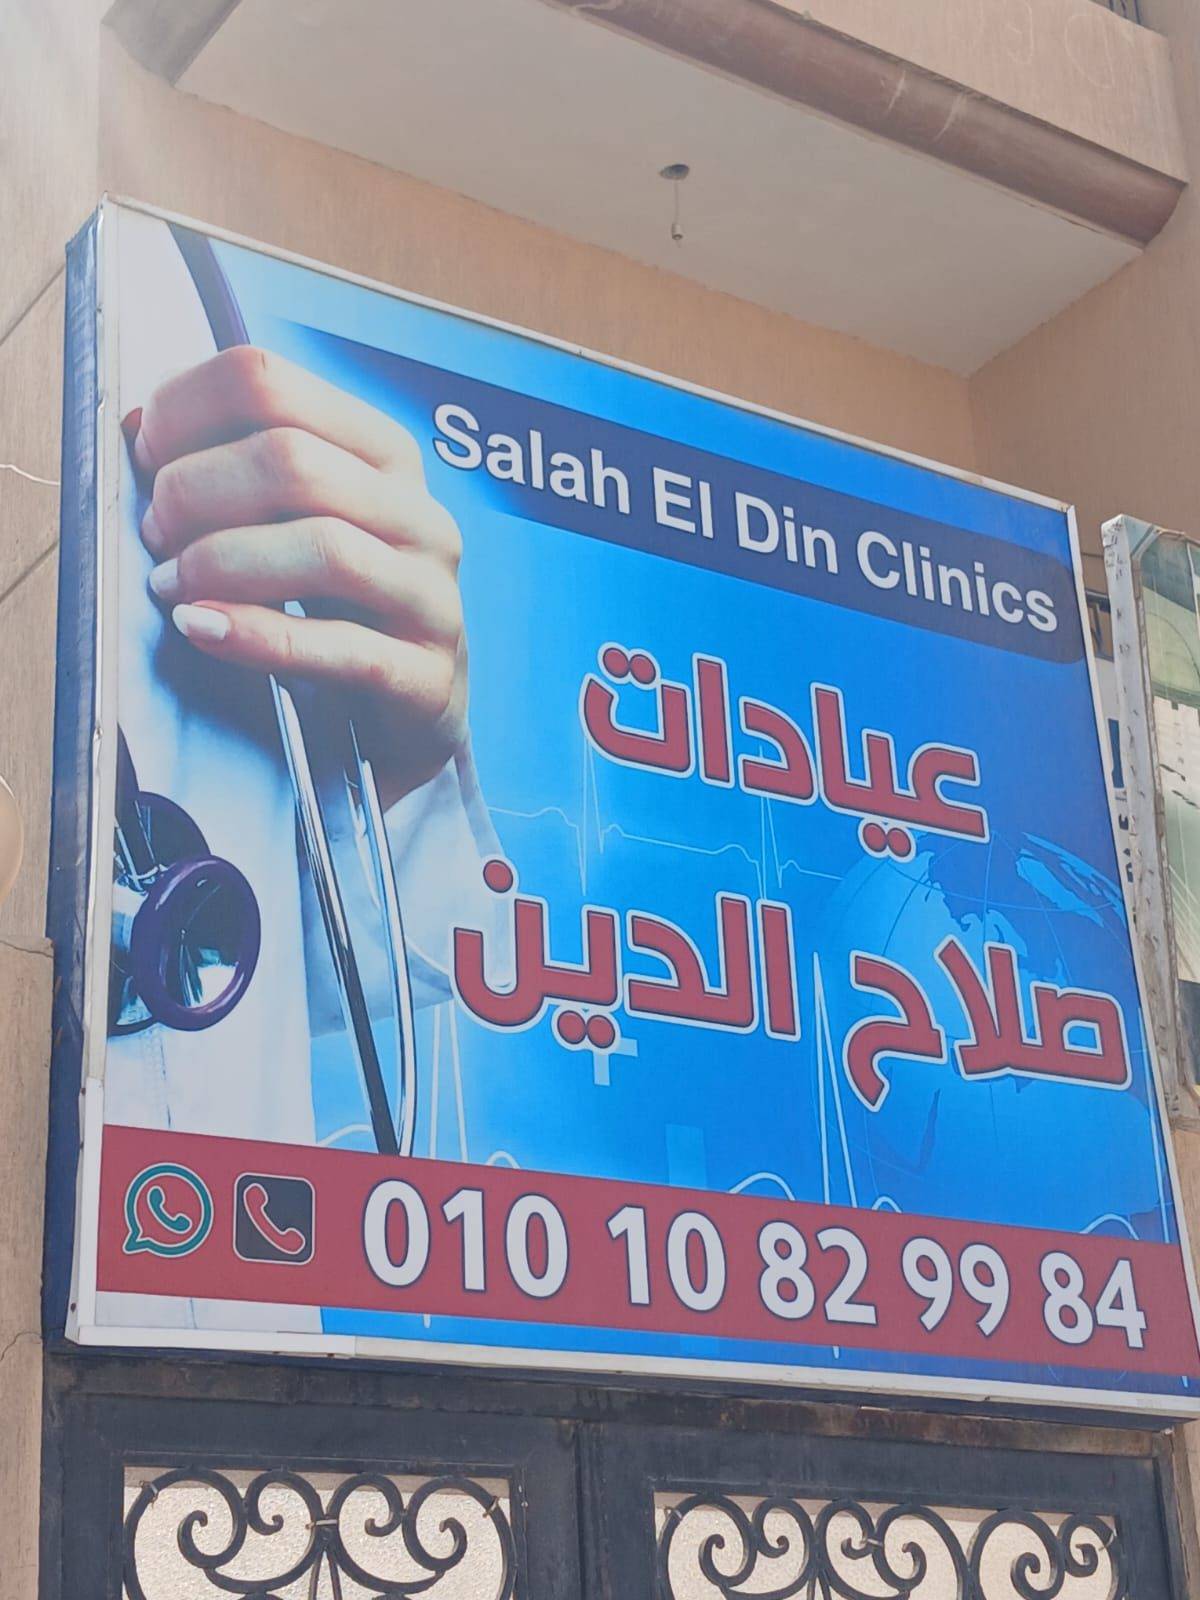 Salah El Din Clinics
عيادات
صلاح الدين
010 10 82 99 84